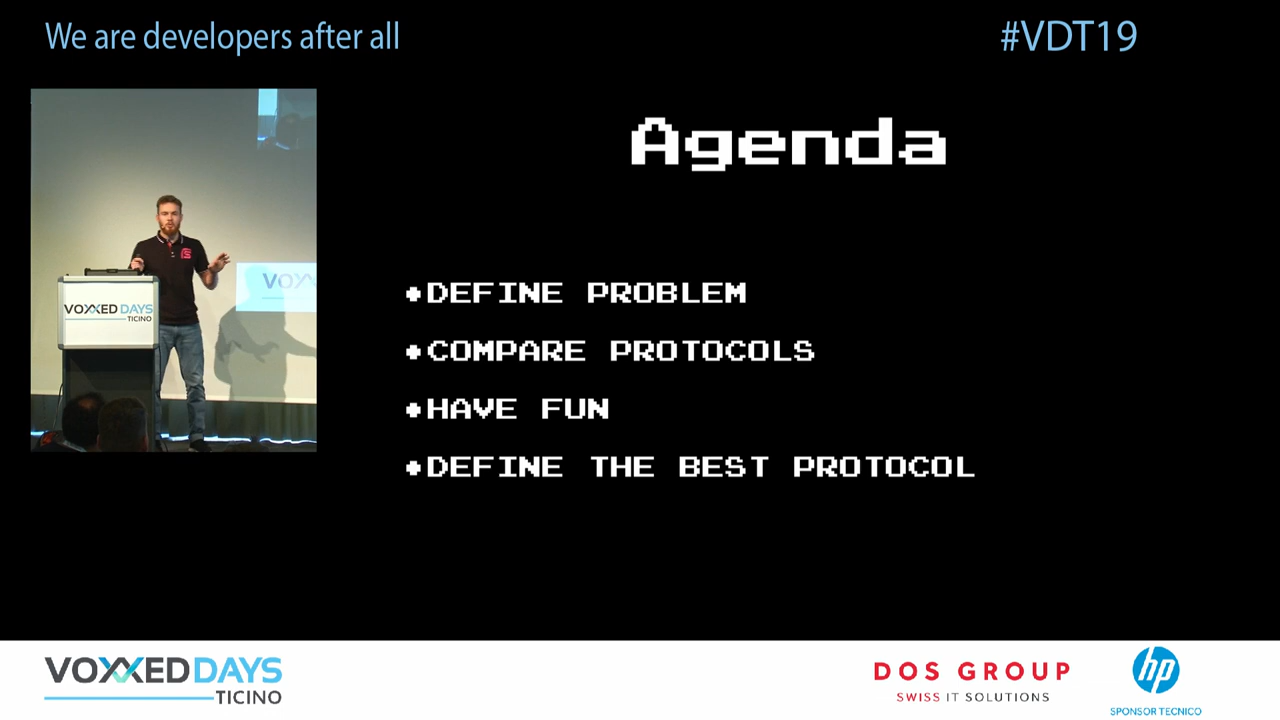 We are developers after all
#VDT19
Agenda
•DEFINE PROBLEM
•COMPARE PROTOCOLS
•HAVE FUN
•DEFINE THE BEST PROTOCOL
VOXXED DAYS
TICINO
VOXXED DAYS
TICINO
DOS GROUP
SWISS IT SOLUTIONS
hp
SPONSOR TECNICO